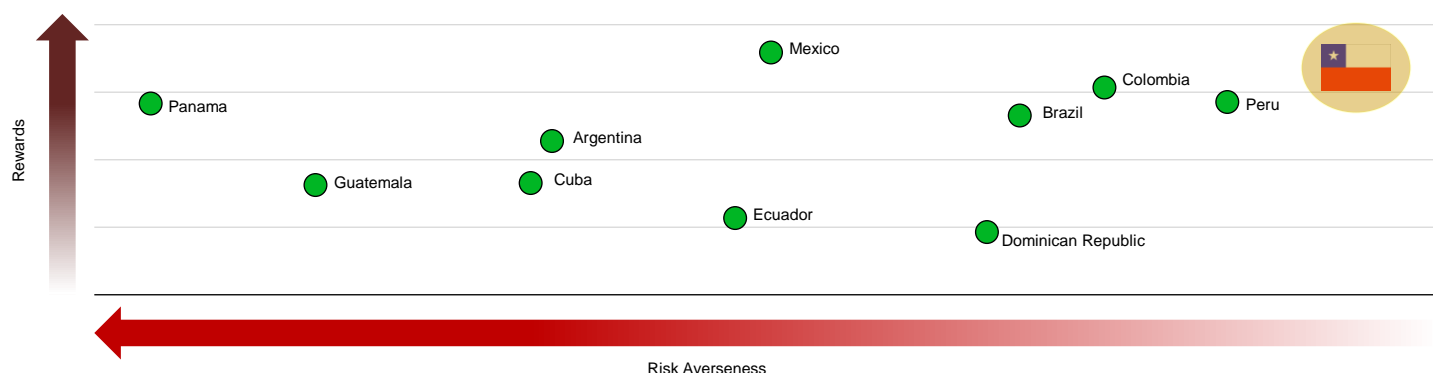 Mexico
Colombia
Panama
Peru
Brazil
Argentina
Rewards
Guatemala
Cuba
Ecuador
Dominican Republic
Risk Averseness